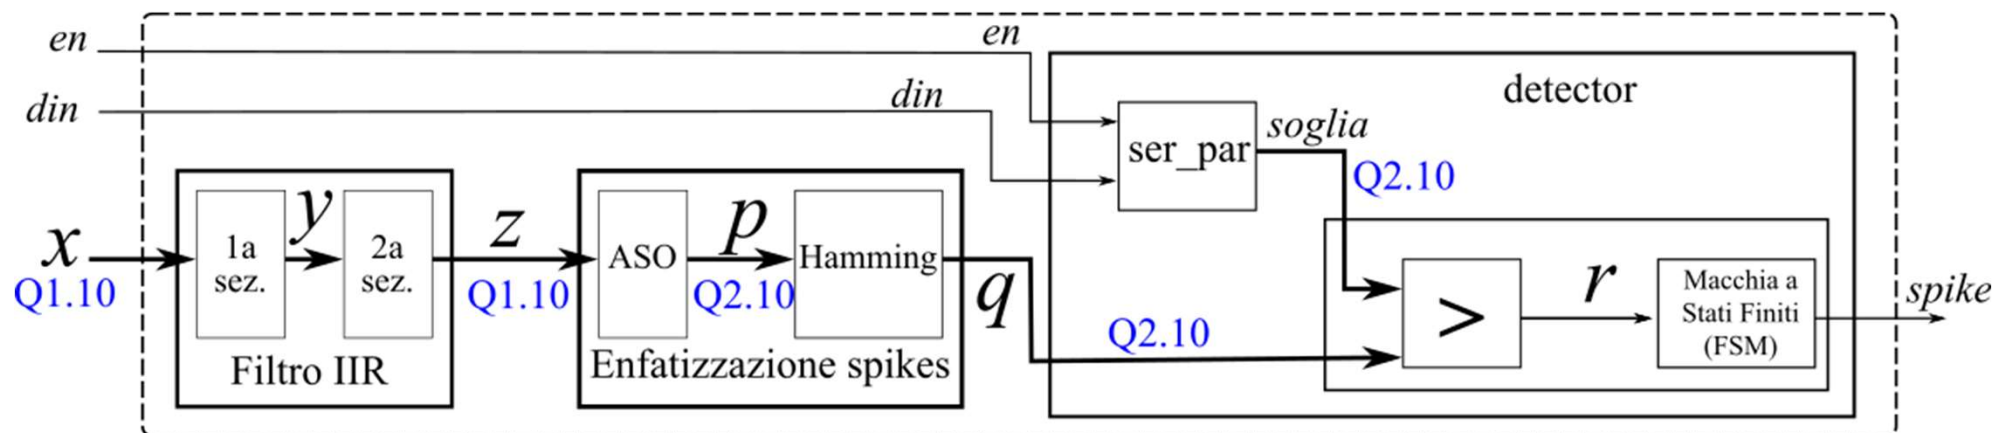 en
en
din
din
detector
ser_par
soglia
Q2.10
x
Q1.10
1a
sez.
y
2a
sez.
Filtro IIR
z
Q1.10
ASO
p
Q2.10
Hamming
Enfatizzazione spikes
q
Q2.10
>
r
Macchia a
Stati Finiti
(FSM)
spike